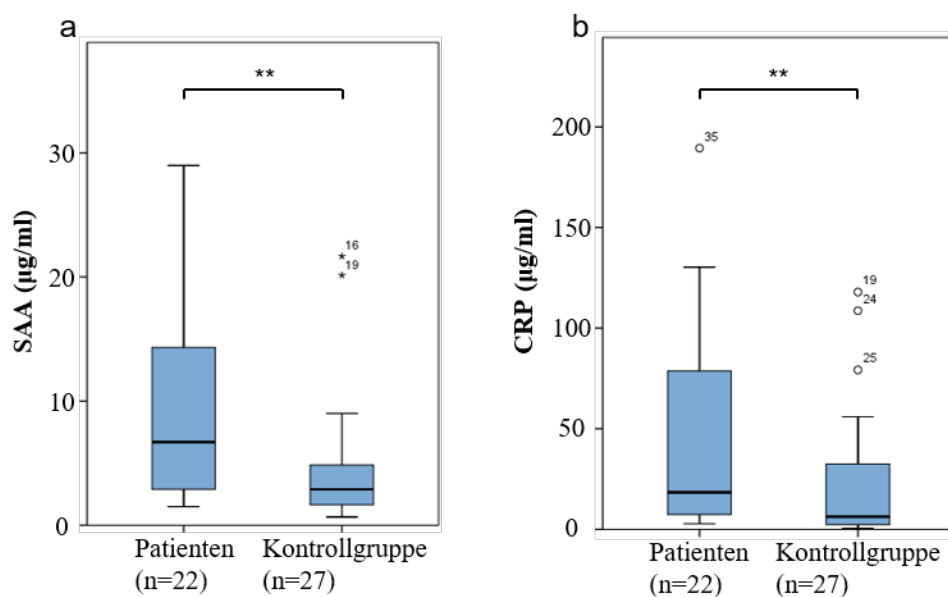 a
**
30
20
10
0
SAA (µg/ml)
16
19
Patienten
(n=22)
Kontrollgruppe
(n=27)
b
**
200
150
100
50
0
CRP (µg/ml)
35
19
24
25
Patienten
(n=22)
Kontrollgruppe
(n=27)